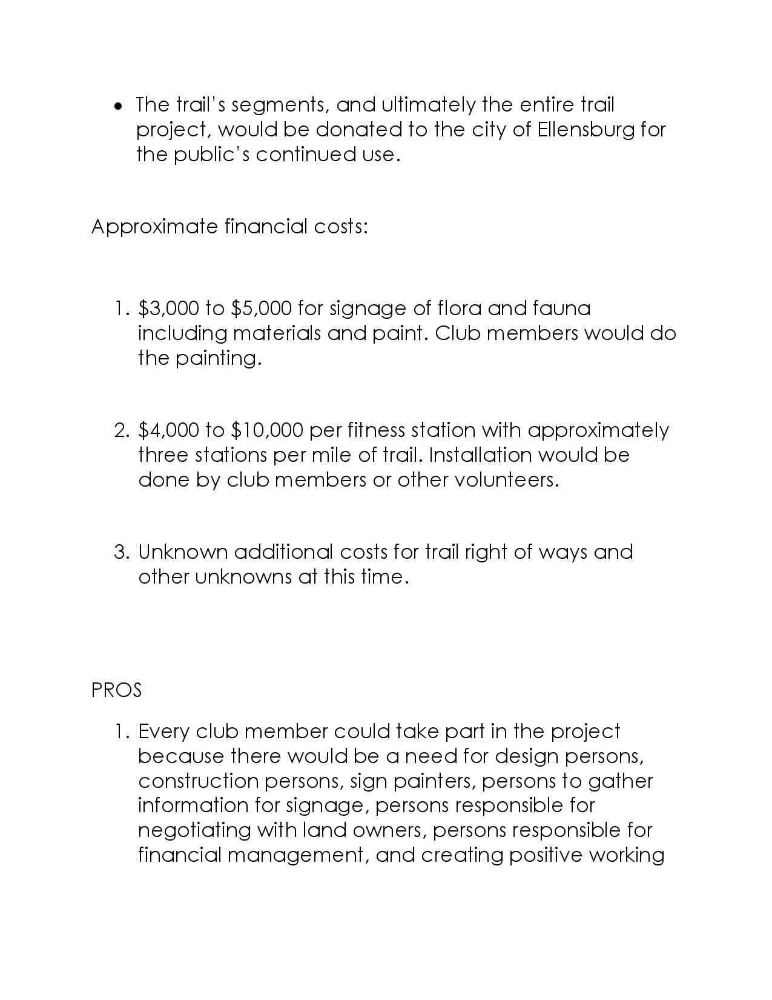 • The trail’s segments, and ultimately the entire trail
project, would be donated to the city of Ellensburg for
the public’s continued use.
Approximate financial costs:
1. $3,000 to $5,000 for signage of flora and fauna
including materials and paint. Club members would do
the painting.
2. $4,000 to $10,000 per fitness station with approximately
three stations per mile of trail. Installation would be
done by club members or other volunteers.
3. Unknown additional costs for trail right of ways and
other unknowns at this time.
PROS
1. Every club member could take part in the project
because there would be a need for design persons,
construction persons, sign painters, persons to gather
information for signage, persons responsible for
negotiating with land owners, persons responsible for
financial management, and creating positive working